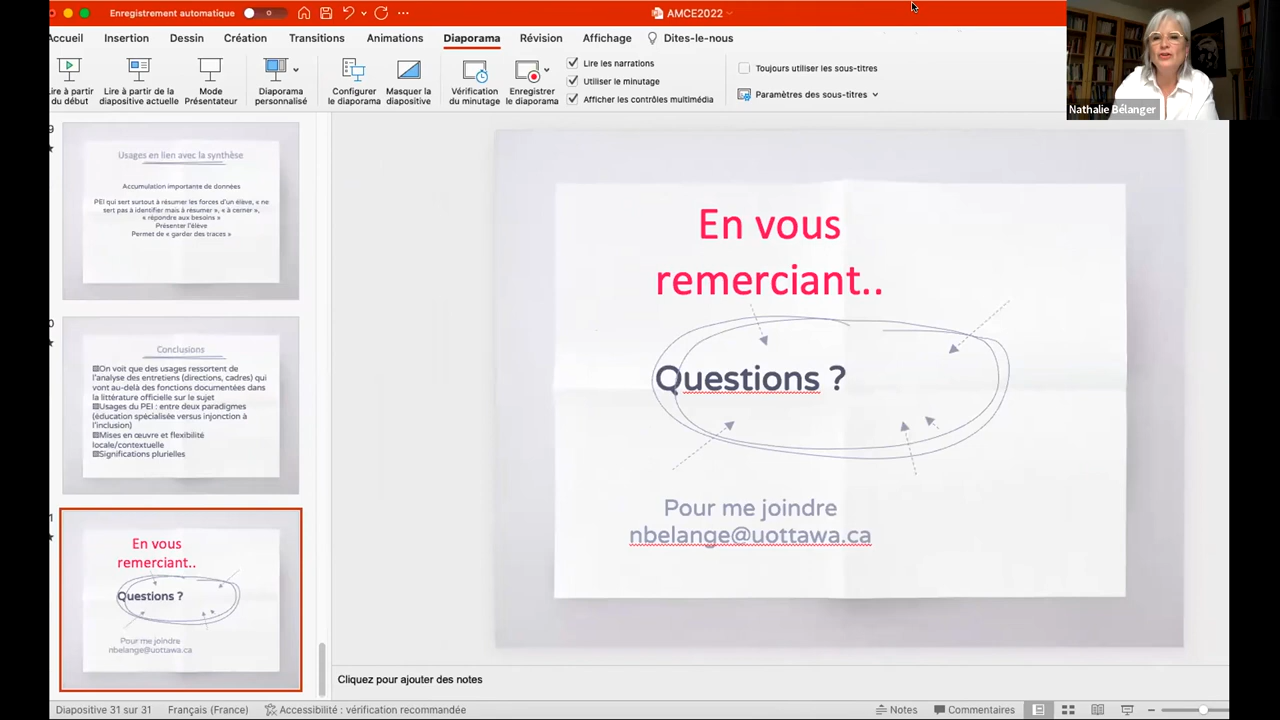 Enregistrement automatique
AMCE2022
Accueil Insertion Dessin Création Transitions Animations Diaporama Révision Affichage Dites-le-nous
Lire à partir
du début
Lire à partir de la
diapositive actuelle
Mode
Présentateur
Diaporama
personnalisé
Configurer
le diaporama
Masquer la
diapositive
Vérification
du minutage
Enregistrer
le diaporama
Lire les narrations
Utiliser le minutage
Afficher les contrôles multimédia
Toujours utiliser les sous-titres
Paramètres des sous-titres
Nathalie Bélanger
9
Usages en lien avec la synthèse
Accumulation importante de données
PEI qui sert surtout à résumer les forces d'un élève, « ne
sert pas à identifier mais à résumer », « à cerner »,
« répondre aux besoins »
Présenter l'élève
Permet de « garder des traces »
0
Conclusions
On voit que des usages ressortent de
l'analyse des entretiens (directions, cadres) qui
vont au-delà des fonctions documentées dans
la littérature officielle sur le sujet
Usages du PEI : entre deux paradigmes
(éducation spécialisée versus injonction à
l'inclusion)
Mises en œuvre et flexibilité
locale/contextuelle
Significations plurielles
1
En vous
remerciant..
Questions ?
Pour me joindre
nbelange@uottawa.ca
En vous
remerciant..
Questions ?
Pour me joindre
nbelange@uottawa.ca
Cliquez pour ajouter des notes
Diapositive 31 sur 31 Français (France) Accessibilité : vérification recommandée Notes Commentaires